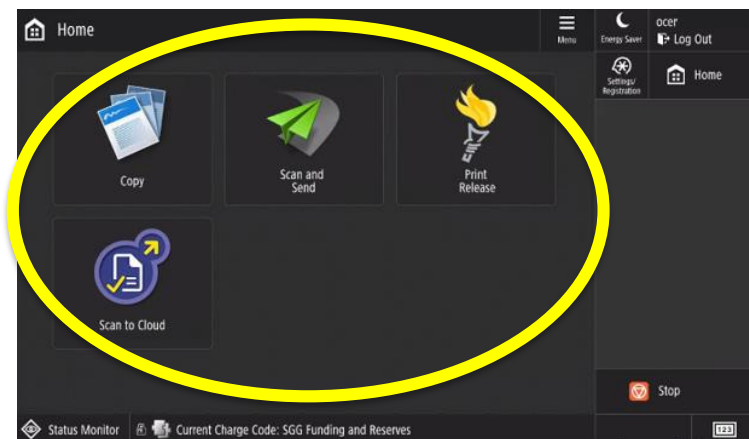 Home
Menu
Energy Saver
ocer
Log Out
Settings/
Registration
Home
Copy
Scan and
Send
Print
Release
Scan to Cloud
Stop
Status Monitor
Current Charge Code: SGG Funding and Reserves
123